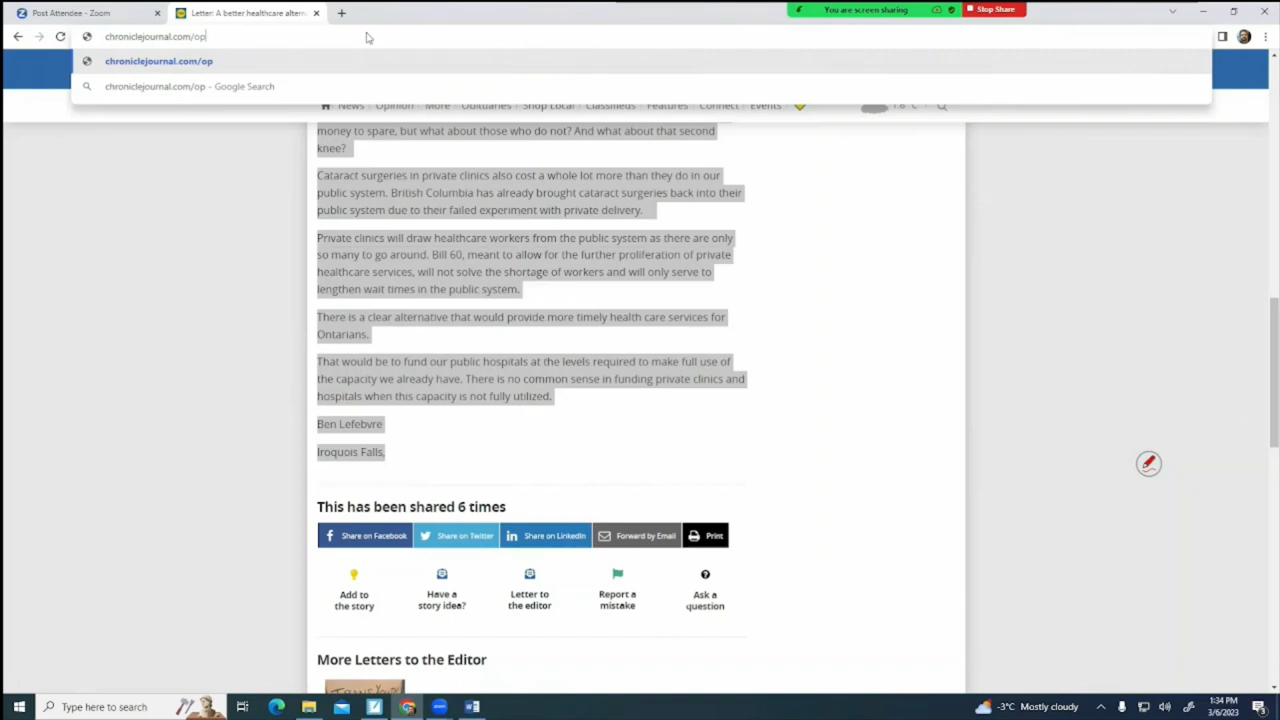 Post Attendee - Zoom
Letter: A better healthcare altern
You are screen sharing
Stop Share
chroniclejournal.com/op
chroniclejournal.com/op
chroniclejournal.com/op - Google Search
News Opinion More Obituaries Shop Local Classifieds Features Connect Events
money to spare, but what about those who do not? And what about that second
knee?
Cataract surgeries in private clinics also cost a whole lot more than they do in our
public system. British Columbia has already brought cataract surgeries back into their
public system due to their failed experiment with private delivery.
Private clinics will draw healthcare workers from the public system as there are only
so many to go around. Bill 60, meant to allow for the further proliferation of private
healthcare services, will not solve the shortage of workers and will only serve to
lengthen wait times in the public system.
There is a clear alternative that would provide more timely health care services for
Ontarians.
That would be to fund our public hospitals at the levels required to make full use of
the capacity we already have. There is no common sense in funding private clinics and
hospitals when this capacity is not fully utilized.
Ben Lefebvre
Iroquois Falls,
This has been shared 6 times
Share on Facebook
Share on Twitter
Share on LinkedIn
Forward by Email
Print
Add to
the story
Have a
story idea?
Letter to
the editor
Report a
mistake
Ask a
question
More Letters to the Editor
Type here to search
-3°C Mostly cloudy
1:34 PM
3/6/2023